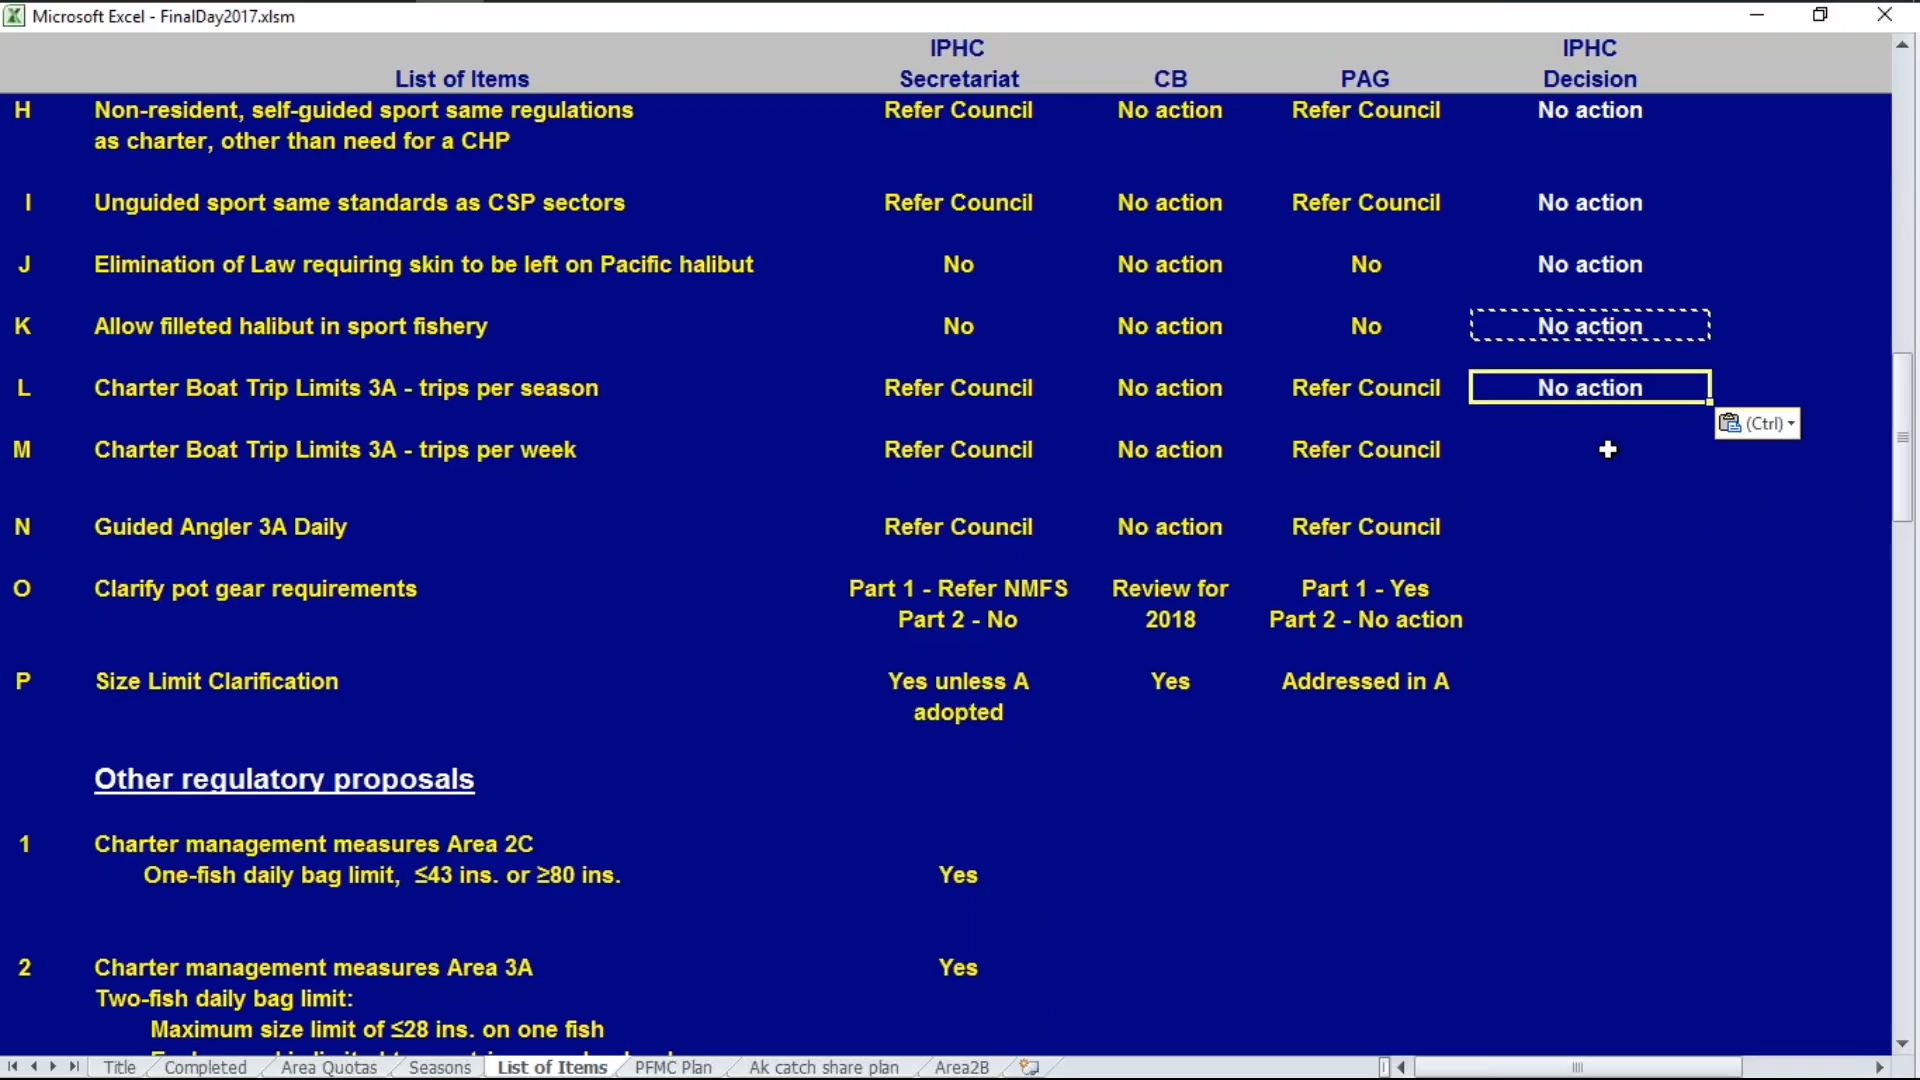 Microsoft Excel - FinalDay2017.xlsm
IPHC IPHC
List of Items Secretariat CB PAG Decision
H Non-resident, self-guided sport same regulations Refer Council No action Refer Council No action
as charter, other than need for a CHP
I Unguided sport same standards as CSP sectors Refer Council No action Refer Council No action
J Elimination of Law requiring skin to be left on Pacific halibut No No action No No action
K Allow filleted halibut in sport fishery No No action No No action
L Charter Boat Trip Limits 3A - trips per season Refer Council No action Refer Council No action
(Ctrl)
M Charter Boat Trip Limits 3A - trips per week Refer Council No action Refer Council
N Guided Angler 3A Daily Refer Council No action Refer Council
O Clarify pot gear requirements Part 1 - Refer NMFS Review for Part 1 - Yes
Part 2 - No 2018 Part 2 - No action
P Size Limit Clarification Yes unless A Yes Addressed in A
adopted
Other regulatory proposals
1 Charter management measures Area 2C
One-fish daily bag limit, ≤43 ins. or ≥80 ins. Yes
2 Charter management measures Area 3A Yes
Two-fish daily bag limit:
Maximum size limit of ≤28 ins. on one fish
Title Completed Area Quotas Seasons List of Items PFMC Plan Ak catch share plan Area2B